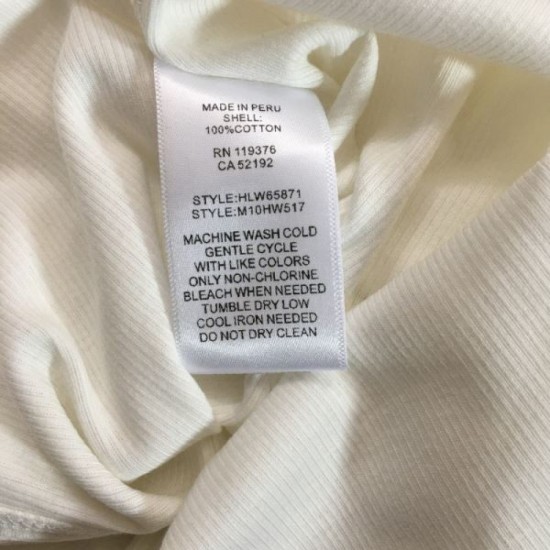 MADE IN PERU
SHELL:
100%COTTON
RN 119376
CA 52192
STYLE:HLW65871
STYLE:M10HW517
MACHINE WASH COLD
GENTLE CYCLE
WITH LIKE COLORS
ONLY NON-CHLORINE
BLEACH WHEN NEEDED
TUMBLE DRY LOW
COOL IRON NEEDED
DO NOT DRY CLEAN